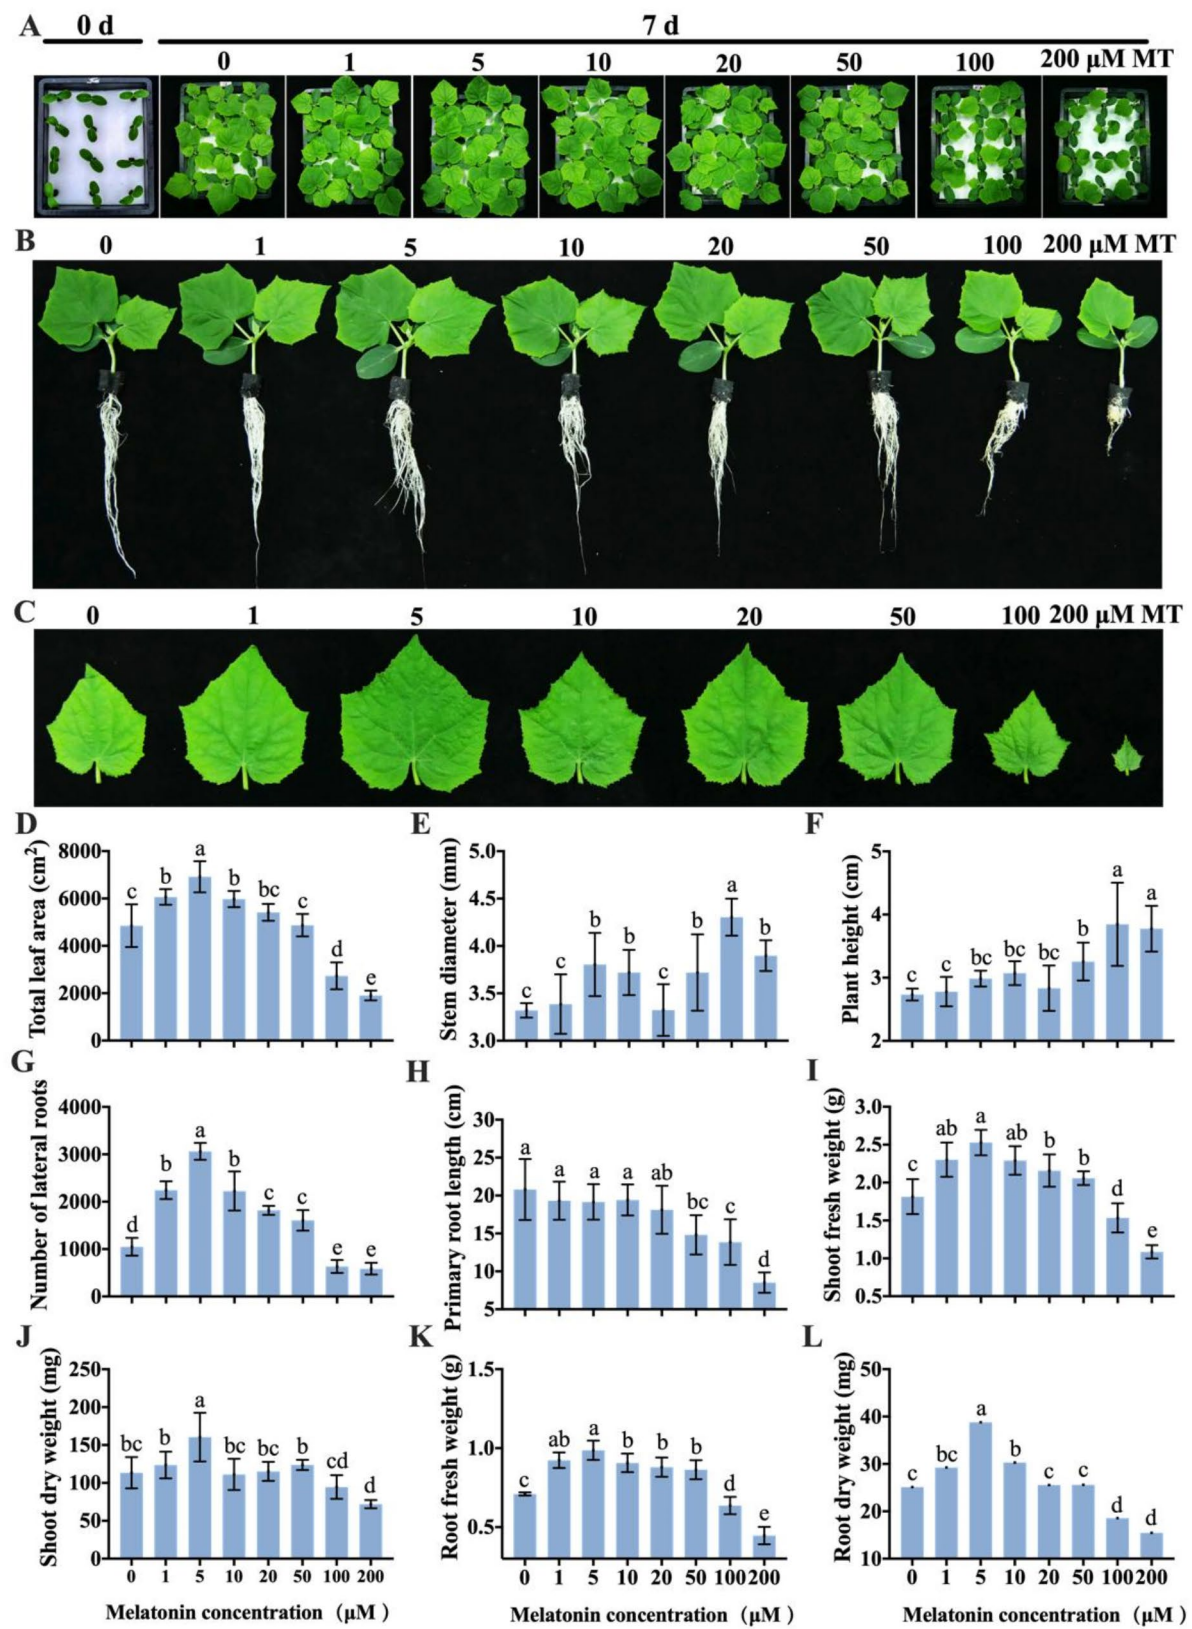 A 0 d 7 d
0 1 5 10 20 50 100 200 μM MT
B 0 1 5 10 20 50 100 200 μM MT
C 0 1 5 10 20 50 100 200 μM MT
D E F
Total leaf area (cm²)
8000
6000
4000
2000
0
c b a b bc c d e
Stem diameter (mm)
5.0
4.5
4.0
3.5
3.0
c c b b c b a b
Plant height (cm)
5
4
3
2
c c bc bc bc b a a
G H I
Number of lateral roots
4000
3000
2000
1000
0
d b a b c c e e
Primary root length (cm)
30
25
20
15
10
5
a a a a ab bc c d
Shoot fresh weight (g)
3.0
2.5
2.0
1.5
1.0
0.5
c ab a ab b b d e
J K L
Shoot dry weight (mg)
250
200
150
100
50
0
bc b a bc bc b cd d
0 1 5 10 20 50 100 200
Melatonin concentration (μM )
Root fresh weight (g)
1.5
1.0
0.5
c ab a b b b d e
0 1 5 10 20 50 100 200
Melatonin concentration (μM )
Root dry weight (mg)
50
40
30
20
10
c bc a b c c d d
0 1 5 10 20 50 100 200
Melatonin concentration (μM )